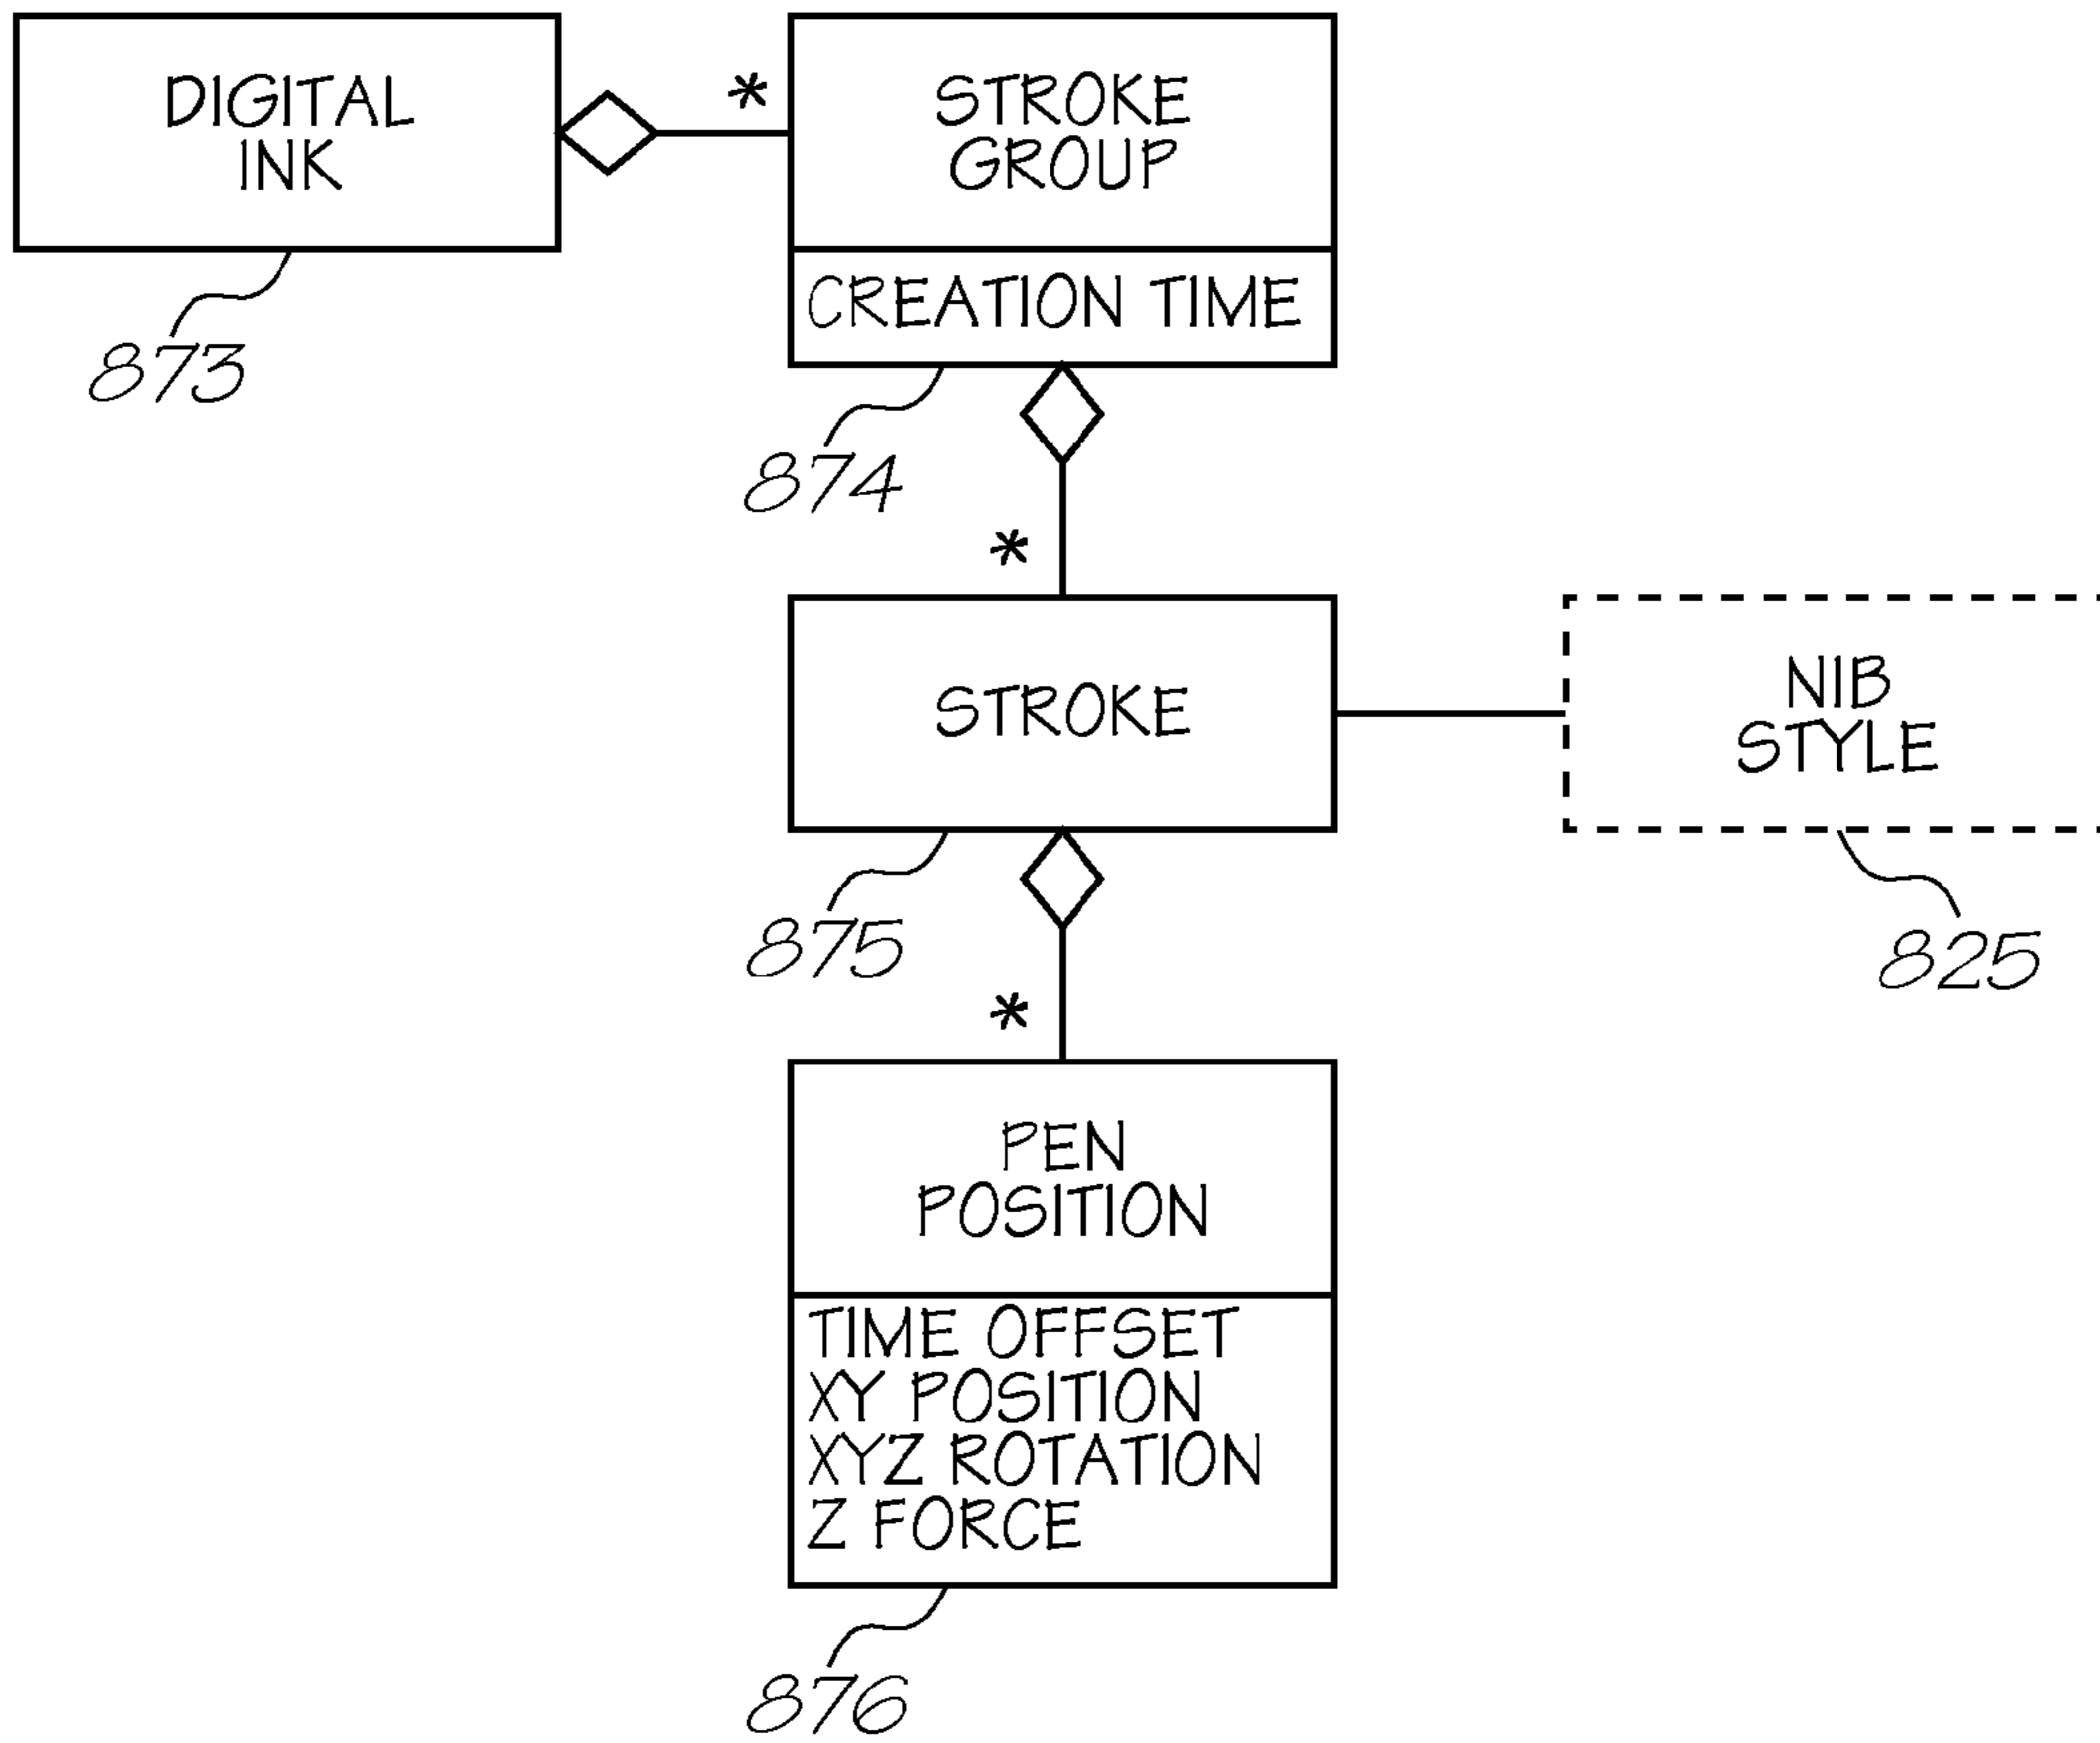 DIGITAL
INK
*
STROKE
GROUP
CREATION TIME
873
874
*
STROKE
NIB
STYLE
875
825
*
PEN
POSITION
TIME OFFSET
XY POSITION
XYZ ROTATION
Z FORCE
876